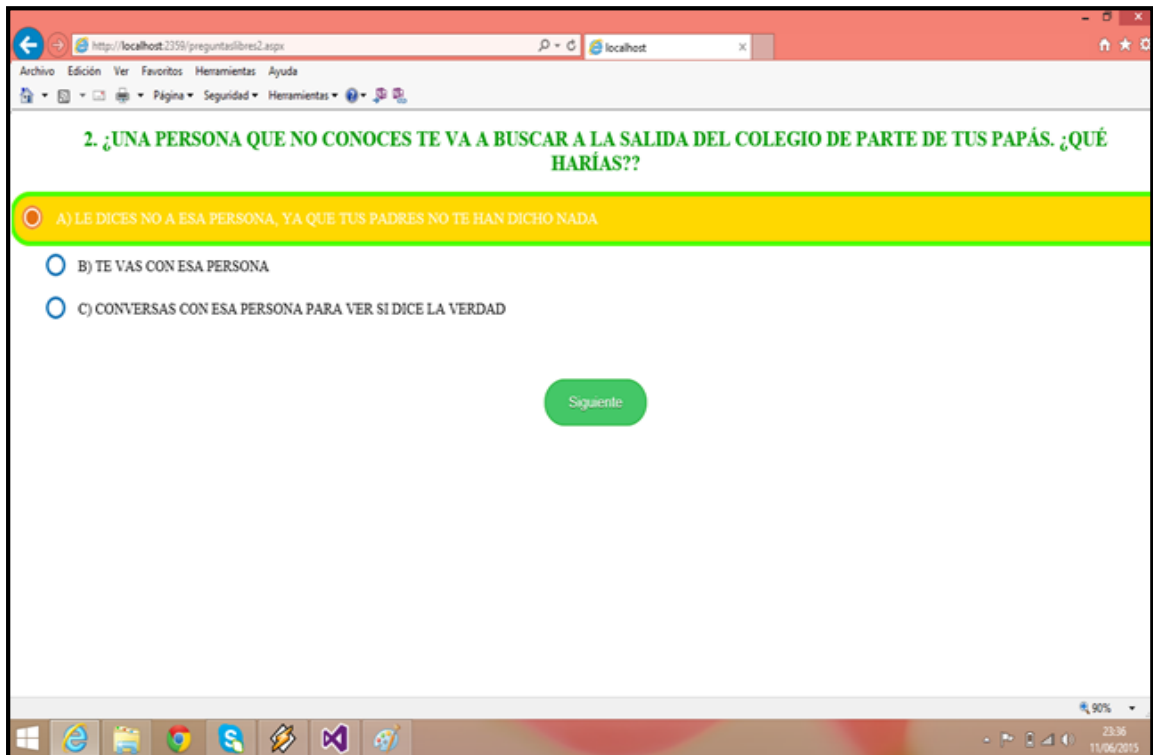 http://localhost:2359/preguntaslibres2.aspx
localhost
Archivo Edición Ver Favoritos Herramientas Ayuda
Página Seguridad Herramientas
2. ¿UNA PERSONA QUE NO CONOCES TE VA A BUSCAR A LA SALIDA DEL COLEGIO DE PARTE DE TUS PAPÁS. ¿QUÉ
HARÍAS??
A) LE DICES NO A ESA PERSONA, YA QUE TUS PADRES NO TE HAN DICHO NADA
B) TE VAS CON ESA PERSONA
C) CONVERSAS CON ESA PERSONA PARA VER SI DICE LA VERDAD
Siguiente
90%
23:36
11/06/2015